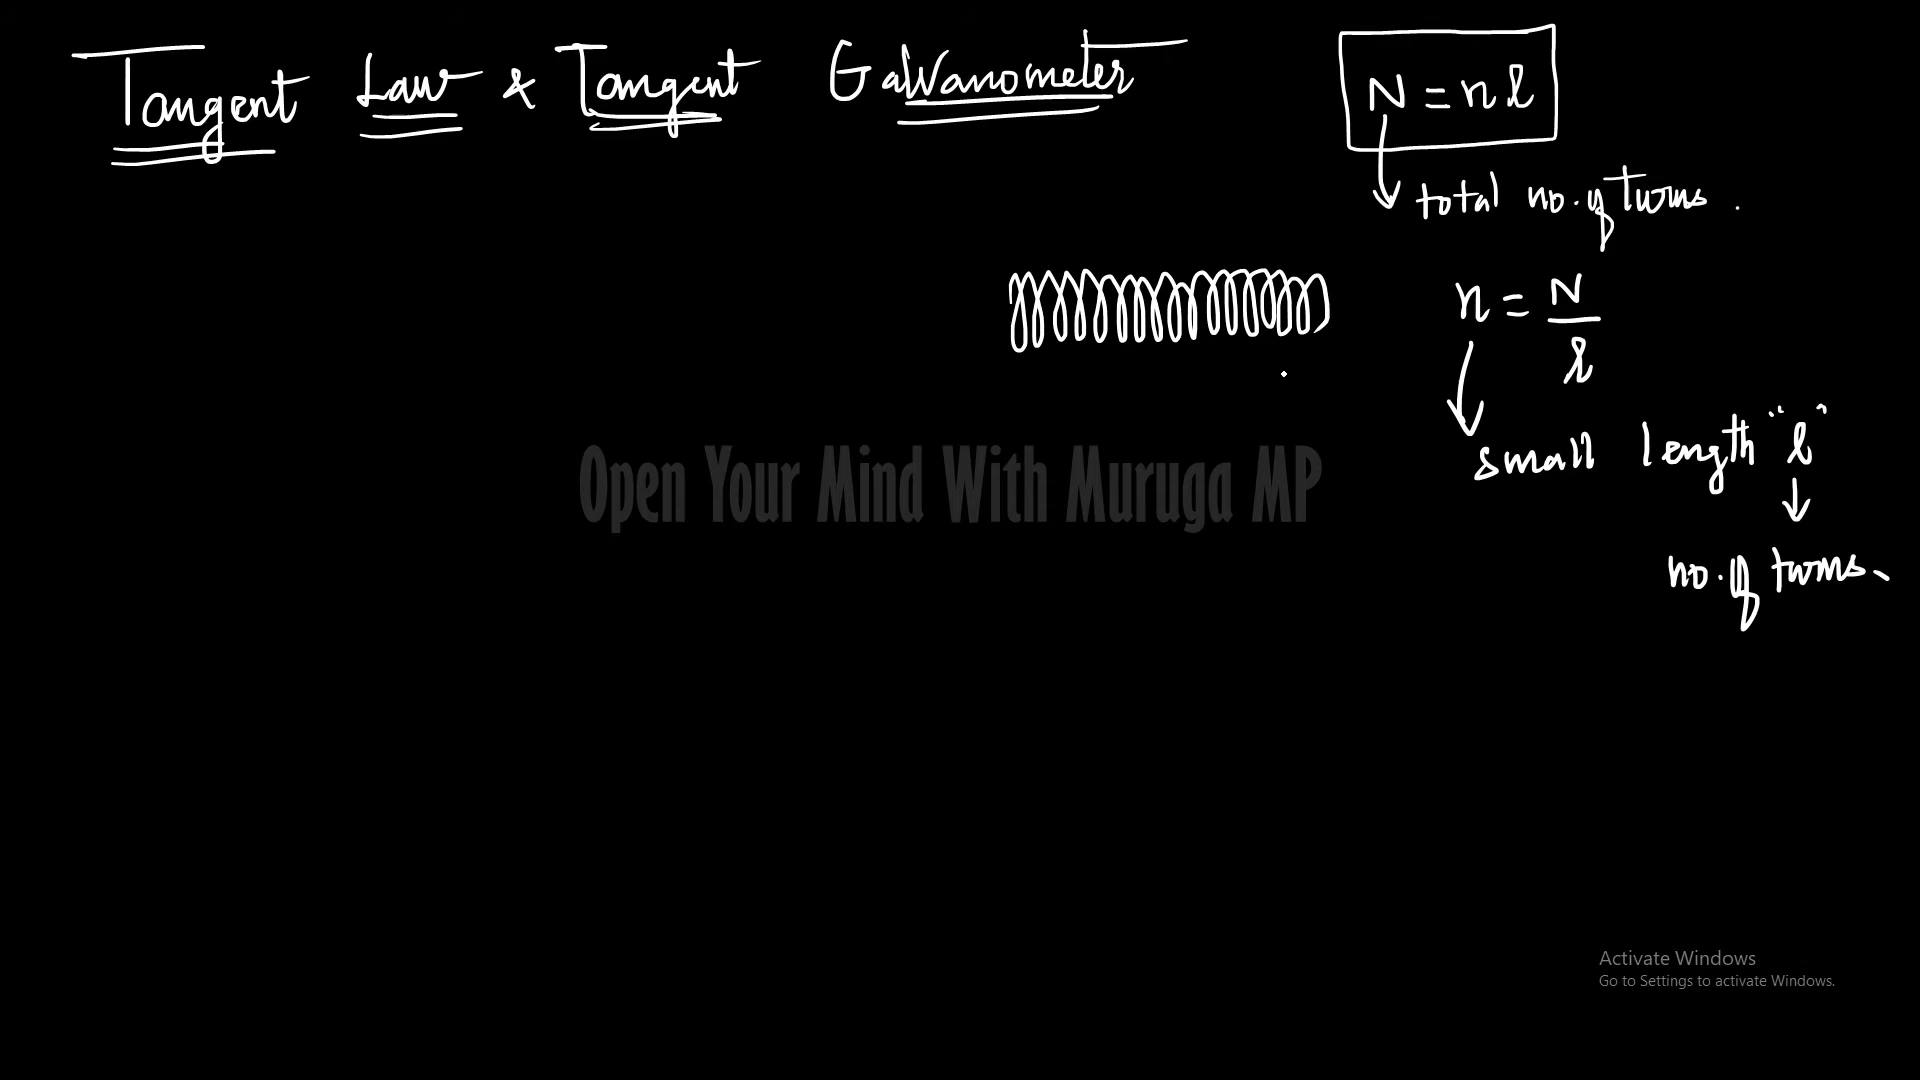 Tangent Law & Tangent Galvanometer
N = nl
total no. of turns.
n = N/l
small length "l"
no. of turns.
Open Your Mind With Muruga MP
Activate Windows
Go to Settings to activate Windows.